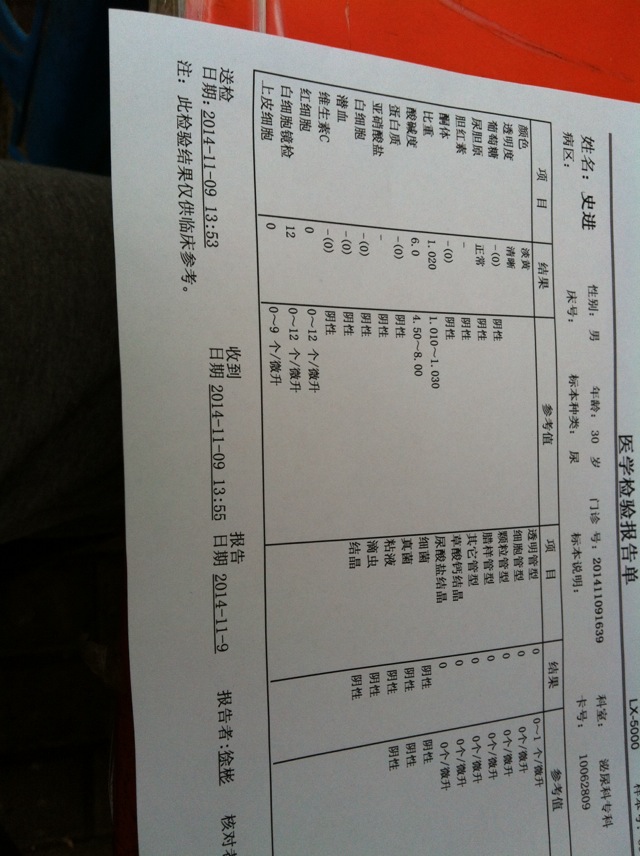 医学检验报告单
LX-5000
姓名: 史进 性别: 男 年龄: 30 岁 门诊 号: 201411091639 科室: 泌尿科专科
病区: 床号: 标本种类: 尿 标本说明: 卡号: 10062809
项 目 结果 参考值 项 目 结果 参考值
颜色 淡黄 透明管型 0 0~1 个/微升
透明度 清晰 细胞管型 0 0个/微升
葡萄糖 -(0) 阴性 颗粒管型 0 0个/微升
尿胆原 正常 阴性 腊样管型 0 0个/微升
胆红素 - 阴性 其它管型 0 0个/微升
酮体 -(0) 阴性 草酸钙结晶 0 0个/微升
比重 1.020 1.010~1.030 尿酸盐结晶 0 0个/微升
酸碱度 6.0 4.50~8.00 细菌 阴性 阴性
蛋白质 -(0) 阴性 真菌 阴性 阴性
亚硝酸盐 - 阴性 粘液 阴性 阴性
白细胞 -(0) 阴性 滴虫 阴性
潜血 -(0) 阴性 结晶 阴性
维生素C -(0) 阴性
红细胞 0 0~12 个/微升
白细胞镜检 12 0~12 个/微升
上皮细胞 0 0~9 个/微升
送检 收到 报告
日期: 2014-11-09 13:53 日期 2014-11-09 13:55 日期 2014-11-9 报告者:徐彬 核对者
注: 此检验结果仅供临床参考。